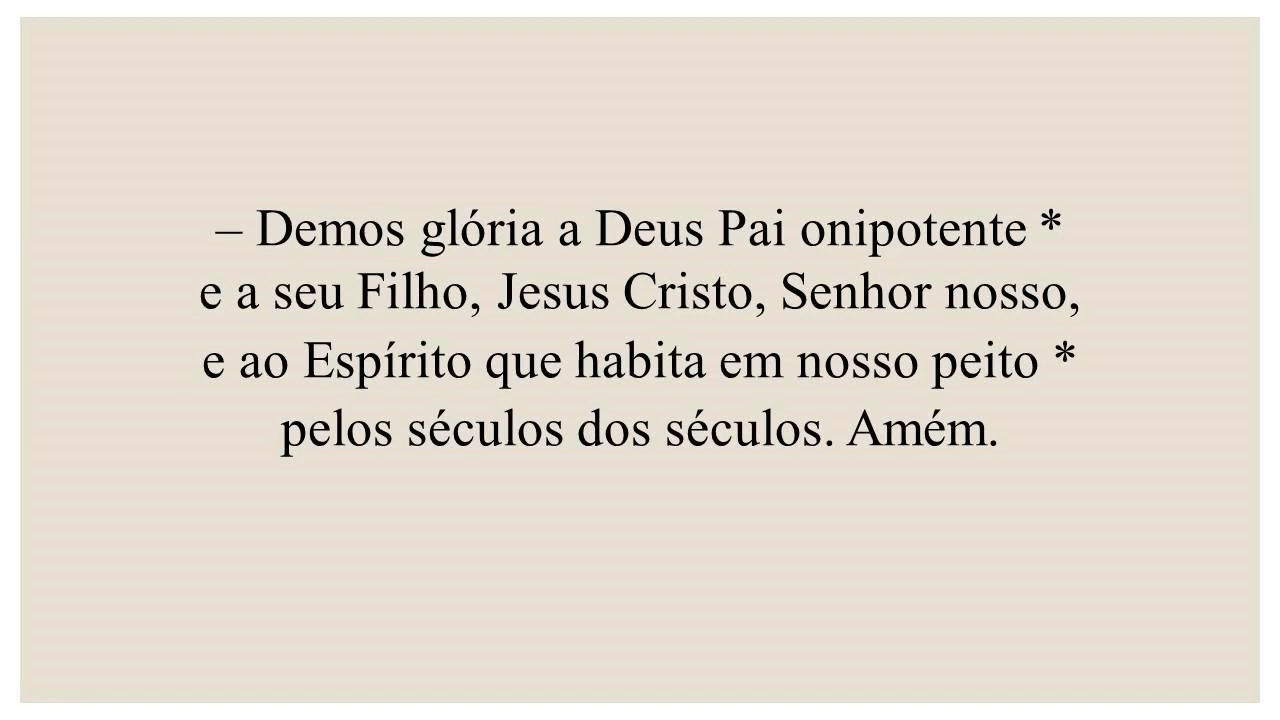 – Demos glória a Deus Pai onipotente *
e a seu Filho, Jesus Cristo, Senhor nosso,
e ao Espírito que habita em nosso peito *
pelos séculos dos séculos. Amém.